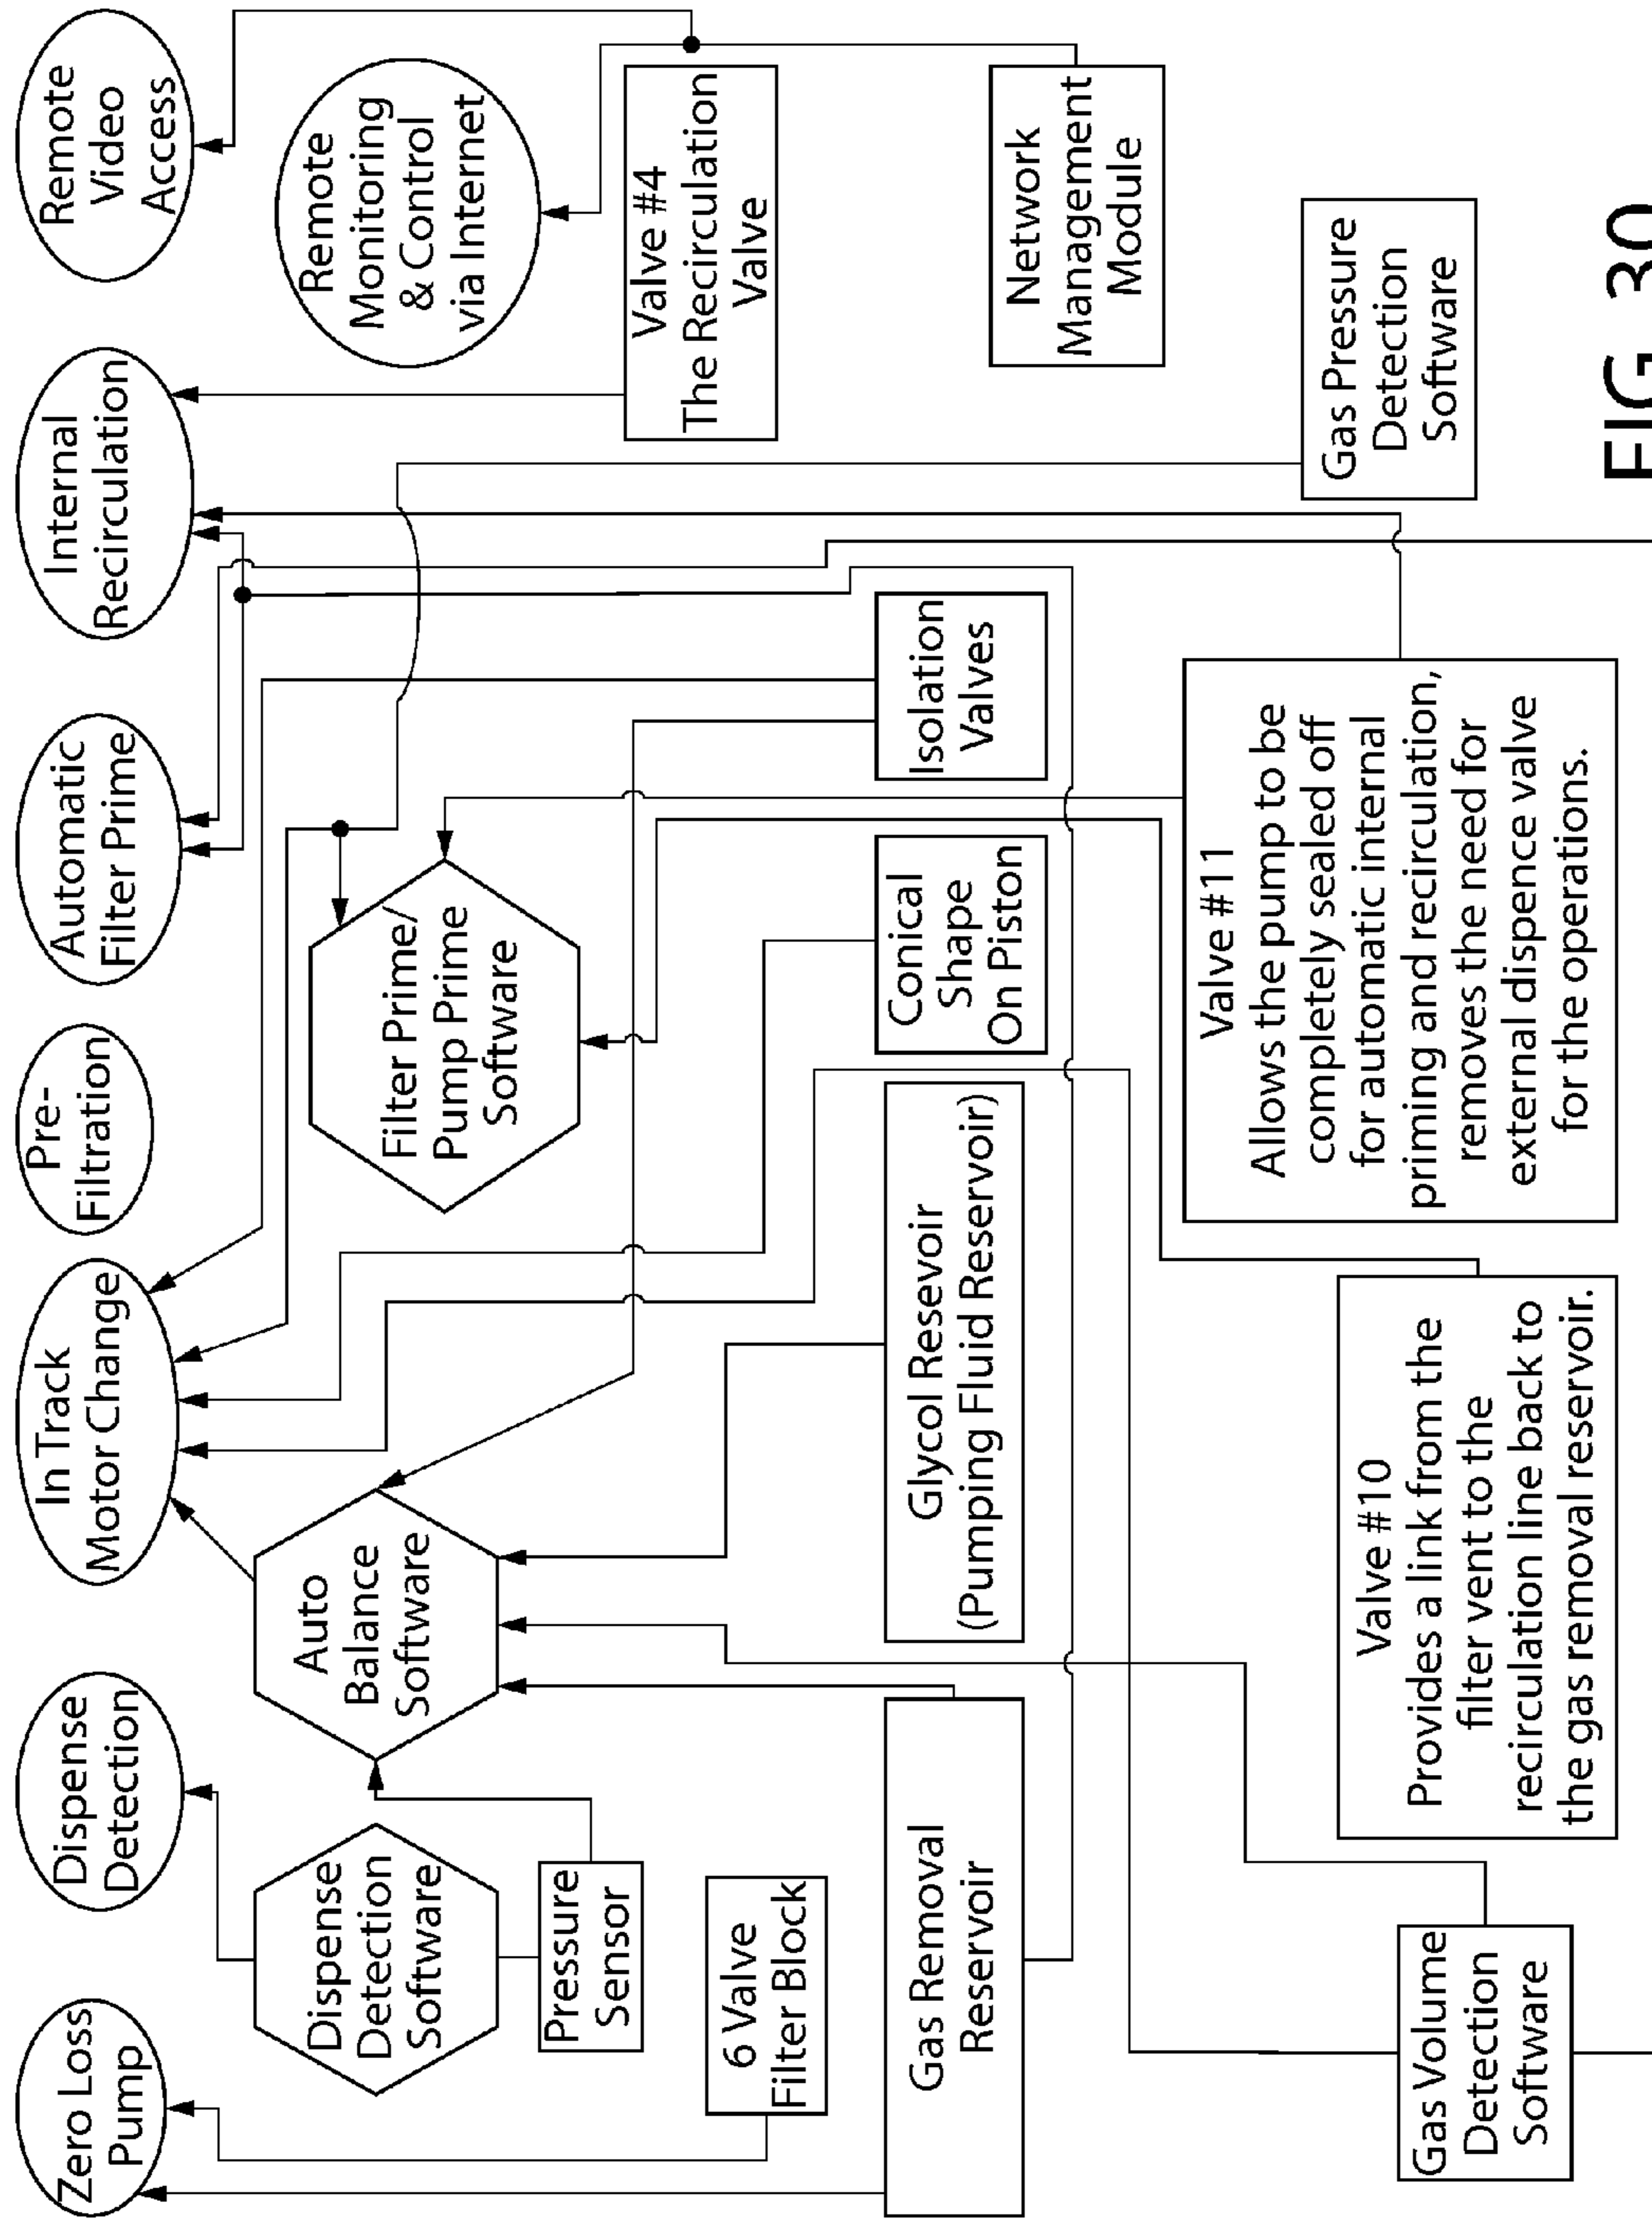 Zero Loss
Pump
Dispense
Detection
In Track
Motor Change
Pre-
Filtration
Automatic
Filter Prime
Internal
Recirculation
Remote
Video
Access
Dispense
Detection
Software
Auto
Balance
Software
Filter Prime/
Pump Prime
Software
Remote
Monitoring
& Control
via Internet
Pressure
Sensor
Valve #4
The Recirculation
Valve
6 Valve
Filter Block
Gas Removal
Reservoir
Glycol Resevoir
(Pumping Fluid Reservoir)
Conical
Shape
On Piston
Isolation
Valves
Network
Management
Module
Gas Volume
Detection
Software
Valve #10
Provides a link from the
filter vent to the
recirculation line back to
the gas removal reservoir.
Valve #11
Allows the pump to be
completely sealed off
for automatic internal
priming and recirculation,
removes the need for
external dispence valve
for the operations.
Gas Pressure
Detection
Software
FIG. 30